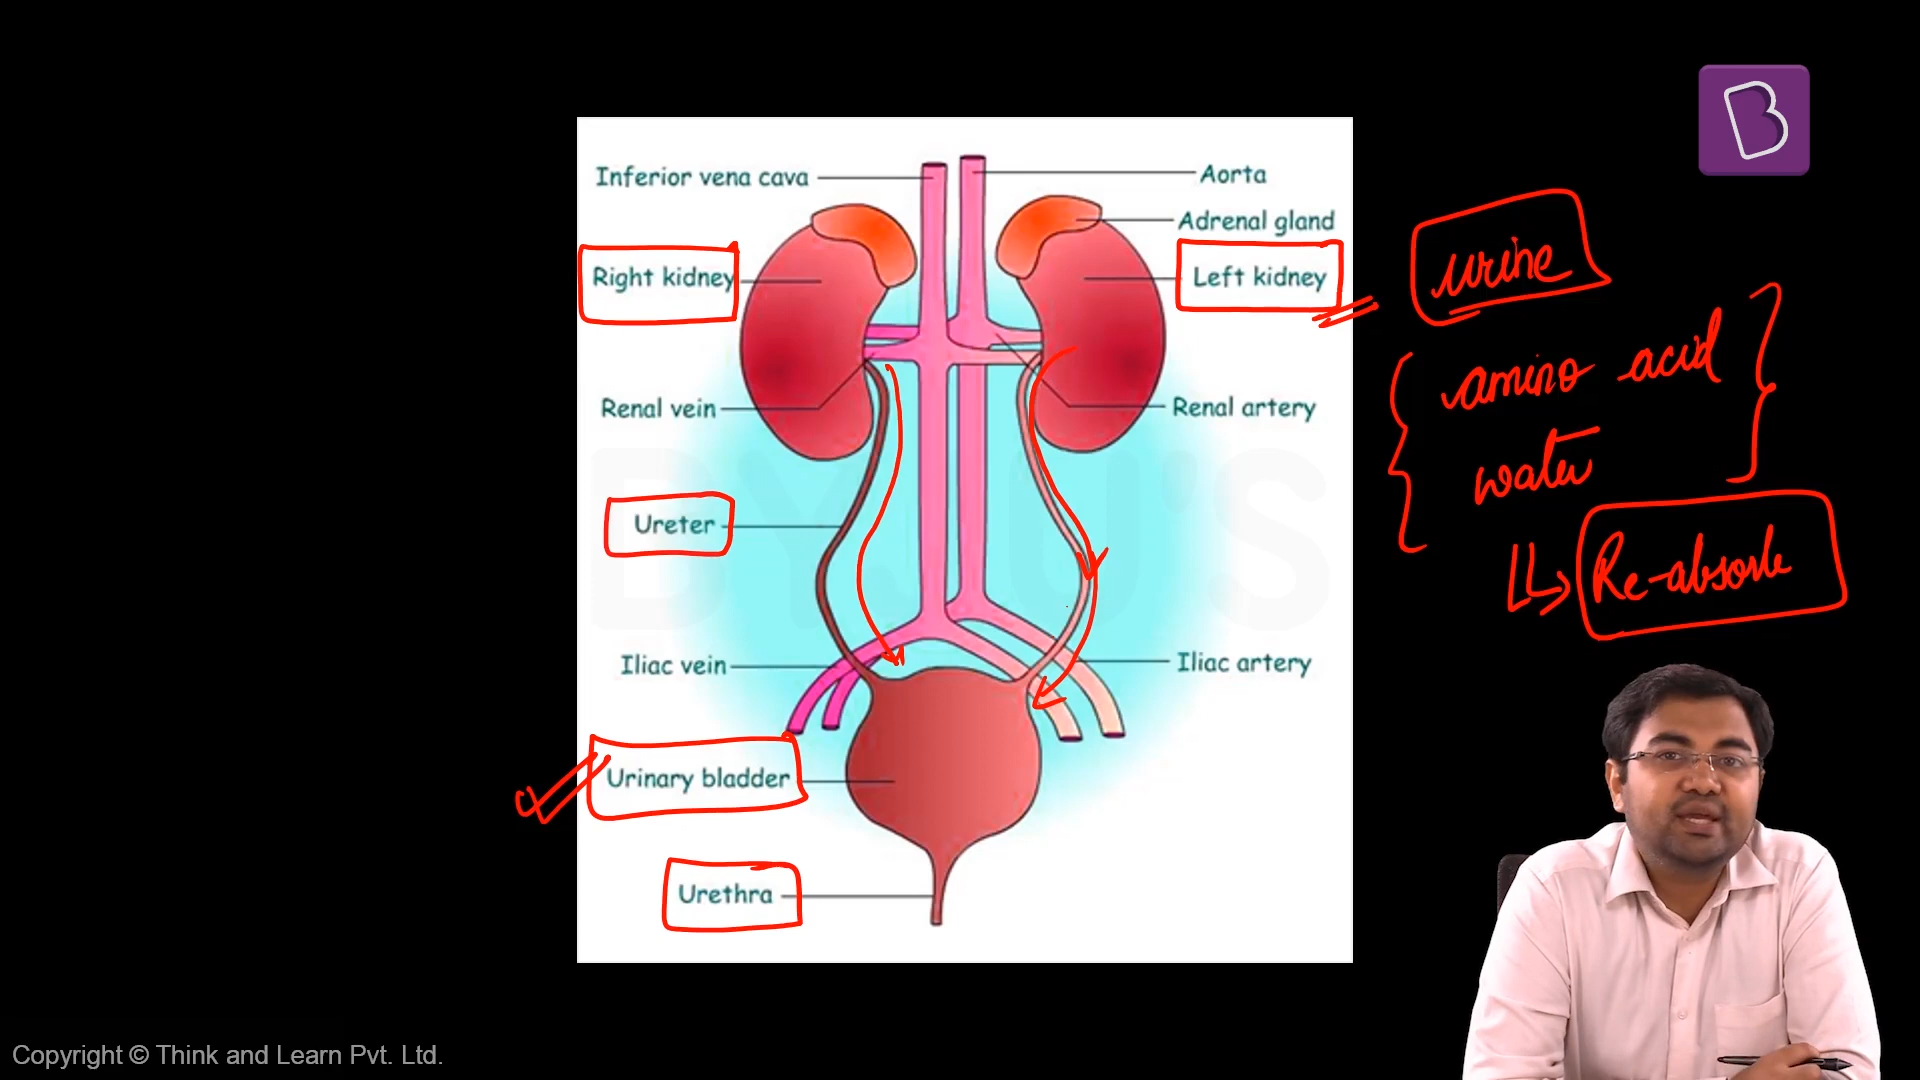 Inferior vena cava
Aorta
Adrenal gland
Right kidney
Left kidney
Renal vein
Renal artery
Ureter
Iliac vein
Iliac artery
Urinary bladder
Urethra
BYJU'S
B
urine
amino acid
water
Re-absorb
Copyright © Think and Learn Pvt. Ltd.